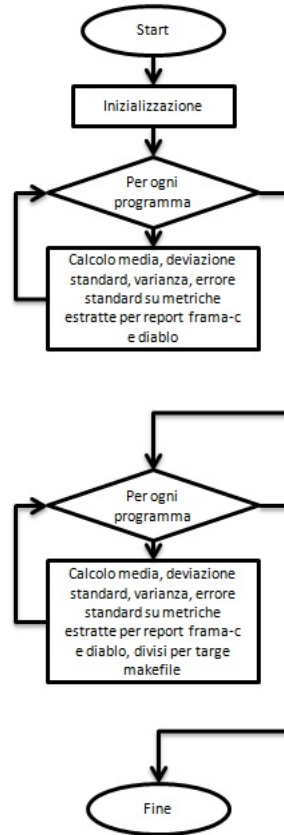 Start
Inizializzazione
Per ogni
programma
Calcolo media, deviazione
standard, varianza, errore
standard su metriche
estratte per report frama-c
e diablo
Per ogni
programma
Calcolo media, deviazione
standard, varianza, errore
standard su metriche
estratte per report frama-c
e diablo, divisi per targe
makefile
Fine